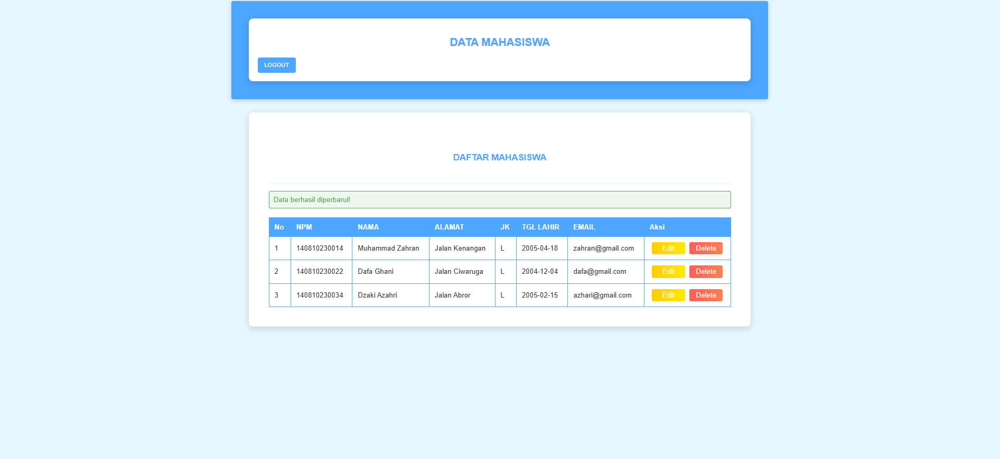 DATA MAHASISWA
LOGOUT
DAFTAR MAHASISWA
Data berhasil diperbarui!
No NPM NAMA ALAMAT JK TGL LAHIR EMAIL Aksi
1 140810230014 Muhammad Zahran Jalan Kenangan L 2005-04-18 zahran@gmail.com Edit Delete
2 140810230022 Dafa Ghani Jalan Ciwaruga L 2004-12-04 dafa@gmail.com Edit Delete
3 140810230034 Dzaki Azahri Jalan Abror L 2005-02-15 azhari@gmail.com Edit Delete